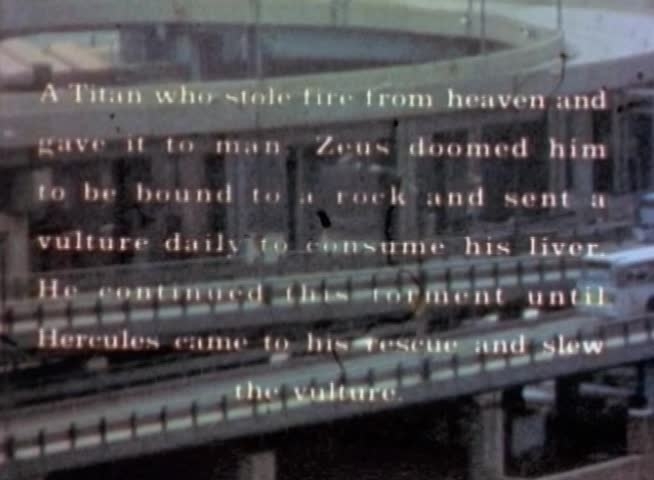 A Titan who stole fire from heaven and
gave it to man Zeus doomed him
to be bound to a rock and sent a
vulture daily to consume his liver.
He continued this torment until
Hercules came to his rescue and slew
the vulture.